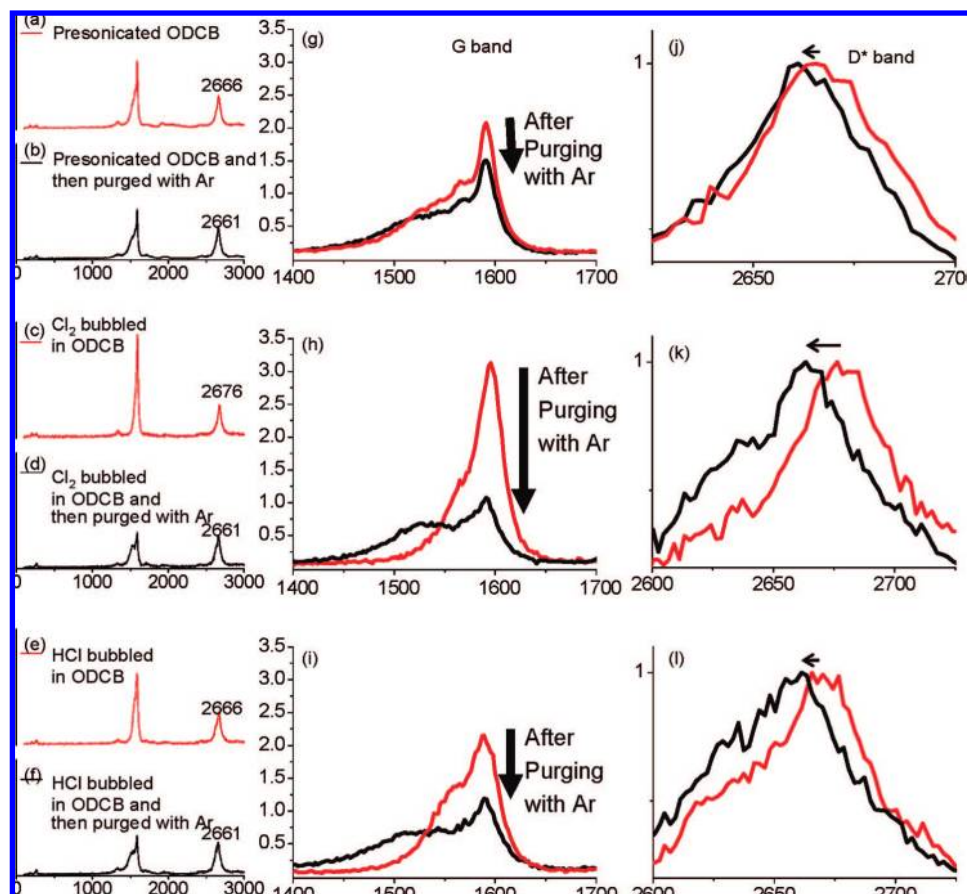 (a)
Presonicated ODCB
2666
(b)
Presonicated ODCB and
then purged with Ar
2661
0 1000 2000 3000
(g)
G band
3.5
3.0
2.5
2.0
1.5
1.0
0.5
After
Purging
with Ar
1400 1500 1600 1700
(j)
D* band
1
2650 270
(c)
Cl₂ bubbled
in ODCB
2676
(d)
Cl₂ bubbled
in ODCB and
then purged with Ar
2661
0 1000 2000 3000
(h)
3.5
3.0
2.5
2.0
1.5
1.0
0.5
After
Purging
with Ar
1400 1500 1600 1700
(k)
1
2600 2650 2700
(e)
HCl bubbled
in ODCB
2666
(f)
HCl bubbled
in ODCB and
then purged with Ar
2661
0 1000 2000 3000
(i)
3.5
3.0
2.5
2.0
1.5
1.0
0.5
After
Purging
with Ar
1400 1500 1600 1700
(l)
1
2600 2650 2700